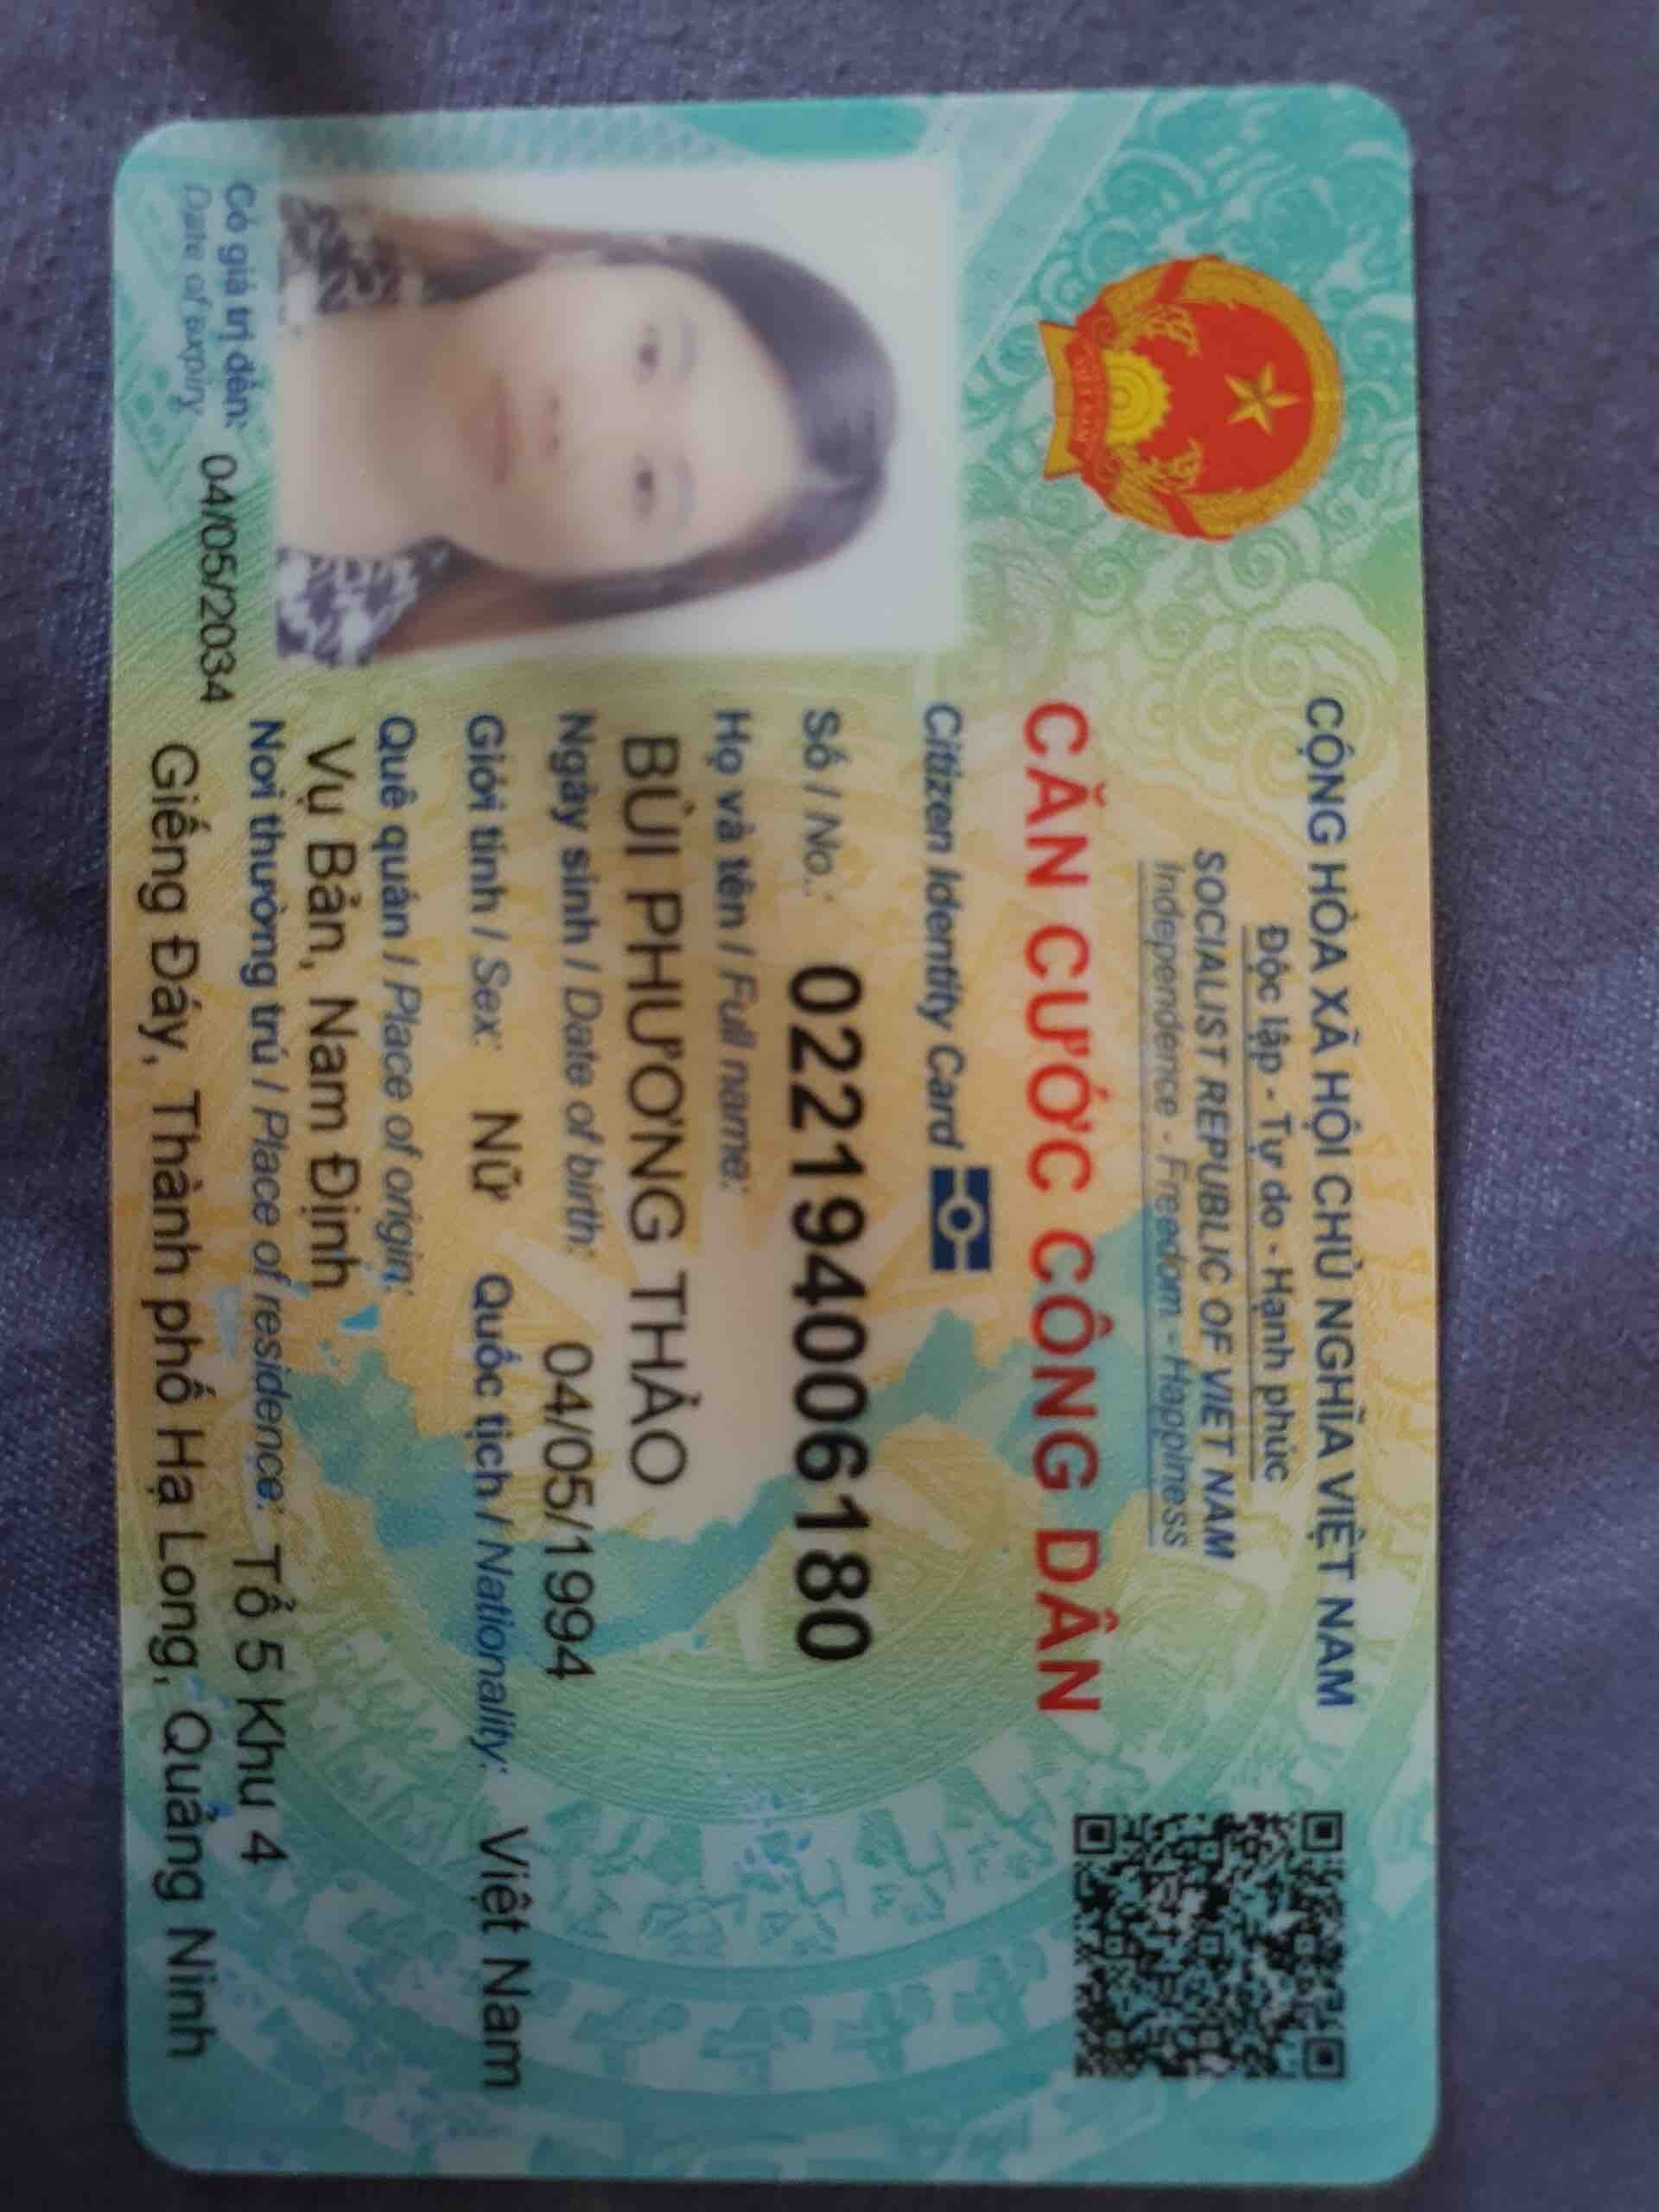 CỘNG HÒA XÃ HỘI CHỦ NGHĨA VIỆT NAM
Độc lập - Tự do - Hạnh phúc
SOCIALIST REPUBLIC OF VIET NAM
Independence - Freedom - Happiness
CĂN CƯỚC CÔNG DÂN
Citizen Identity Card
Số / No.: 022194006180
Họ và tên / Full name:
BÙI PHƯƠNG THẢO
Ngày sinh / Date of birth: 04/05/1994
Giới tính / Sex: Nữ Quốc tịch / Nationality: Việt Nam
Quê quán / Place of origin:
Vụ Bản, Nam Định
Nơi thường trú / Place of residence: Tổ 5 Khu 4
Giếng Đáy, Thành phố Hạ Long, Quảng Ninh
Có giá trị đến: 04/05/2034
Date of expiry